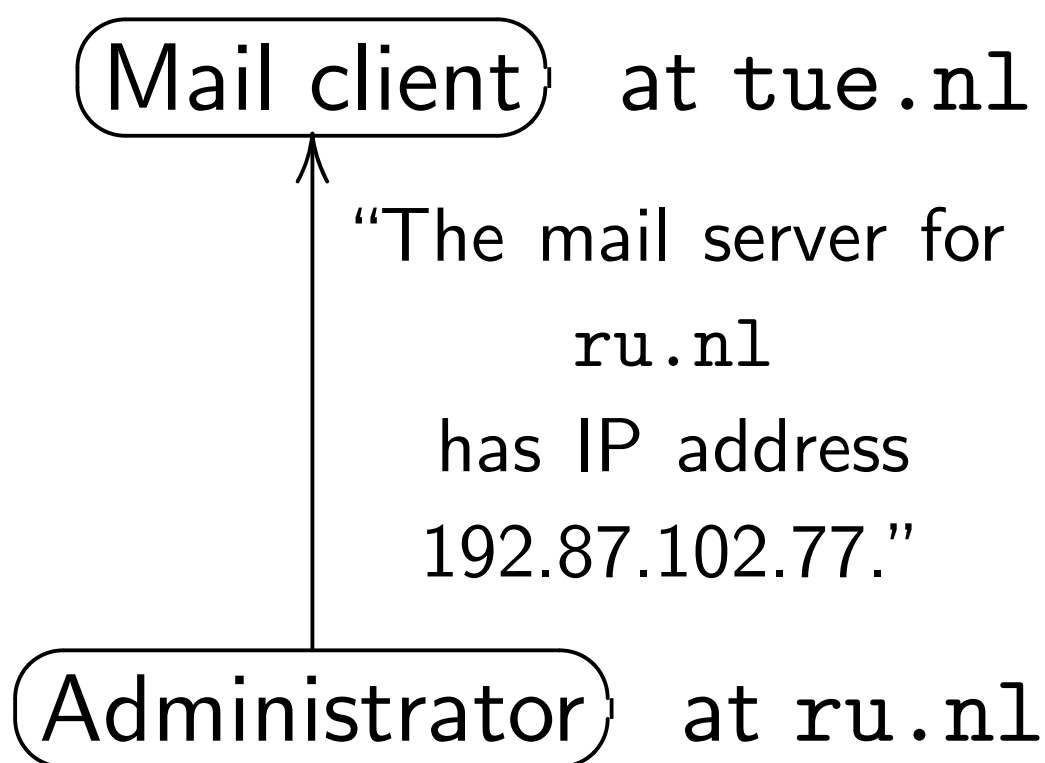 Mail client at tue.nl
“The mail server for
ru.nl
has IP address
192.87.102.77.”
Administrator at ru.nl